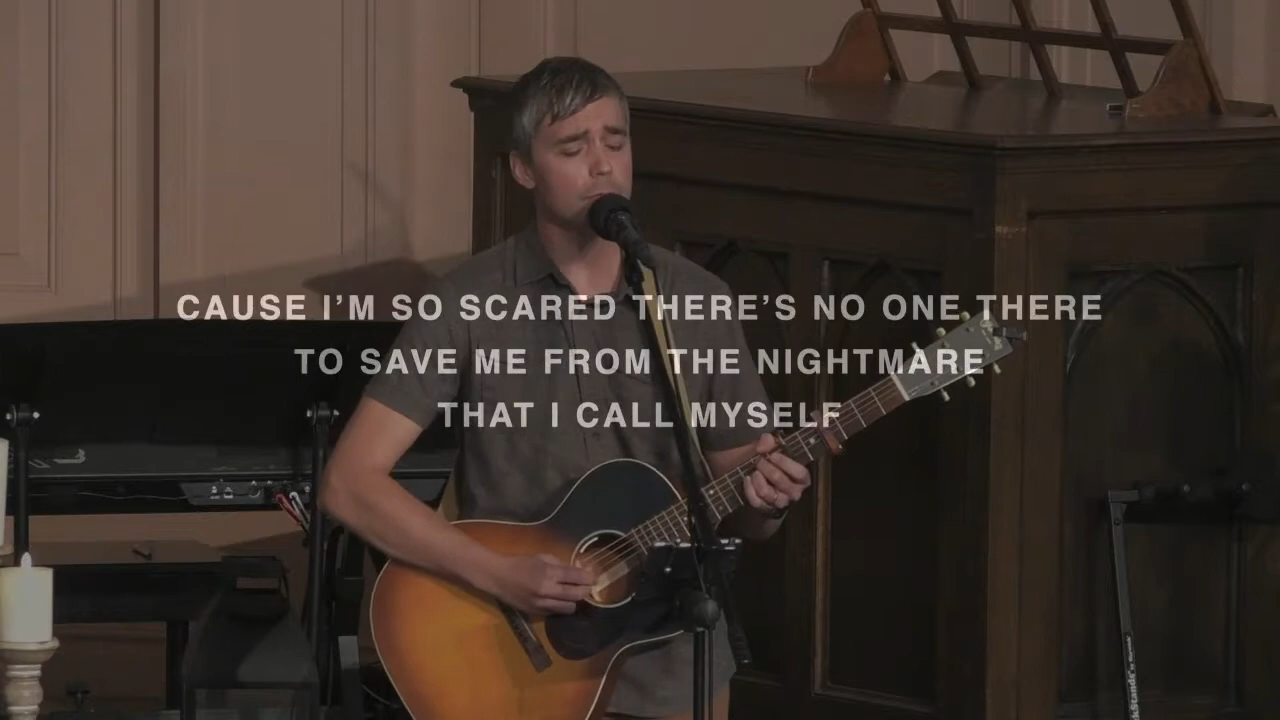 CAUSE I’M SO SCARED THERE’S NO ONE THERE
TO SAVE ME FROM THE NIGHTMARE
THAT I CALL MYSELF